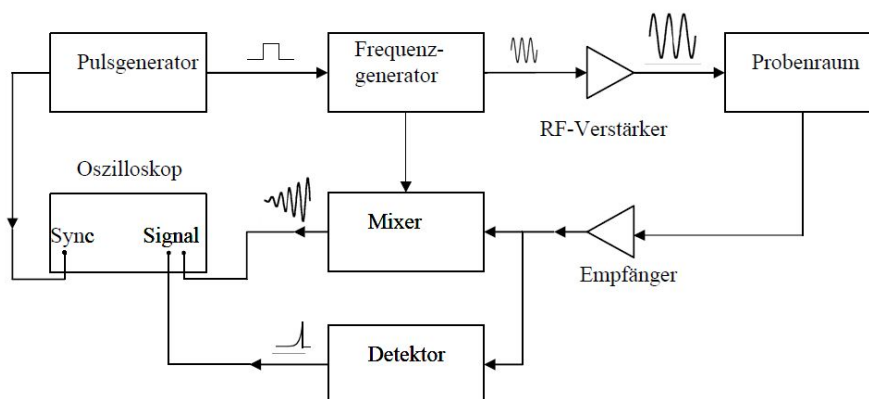 Pulsgenerator
Frequenz-
generator
RF-Verstärker
Probenraum
Oszilloskop
Sync
Signal
Mixer
Empfänger
Detektor